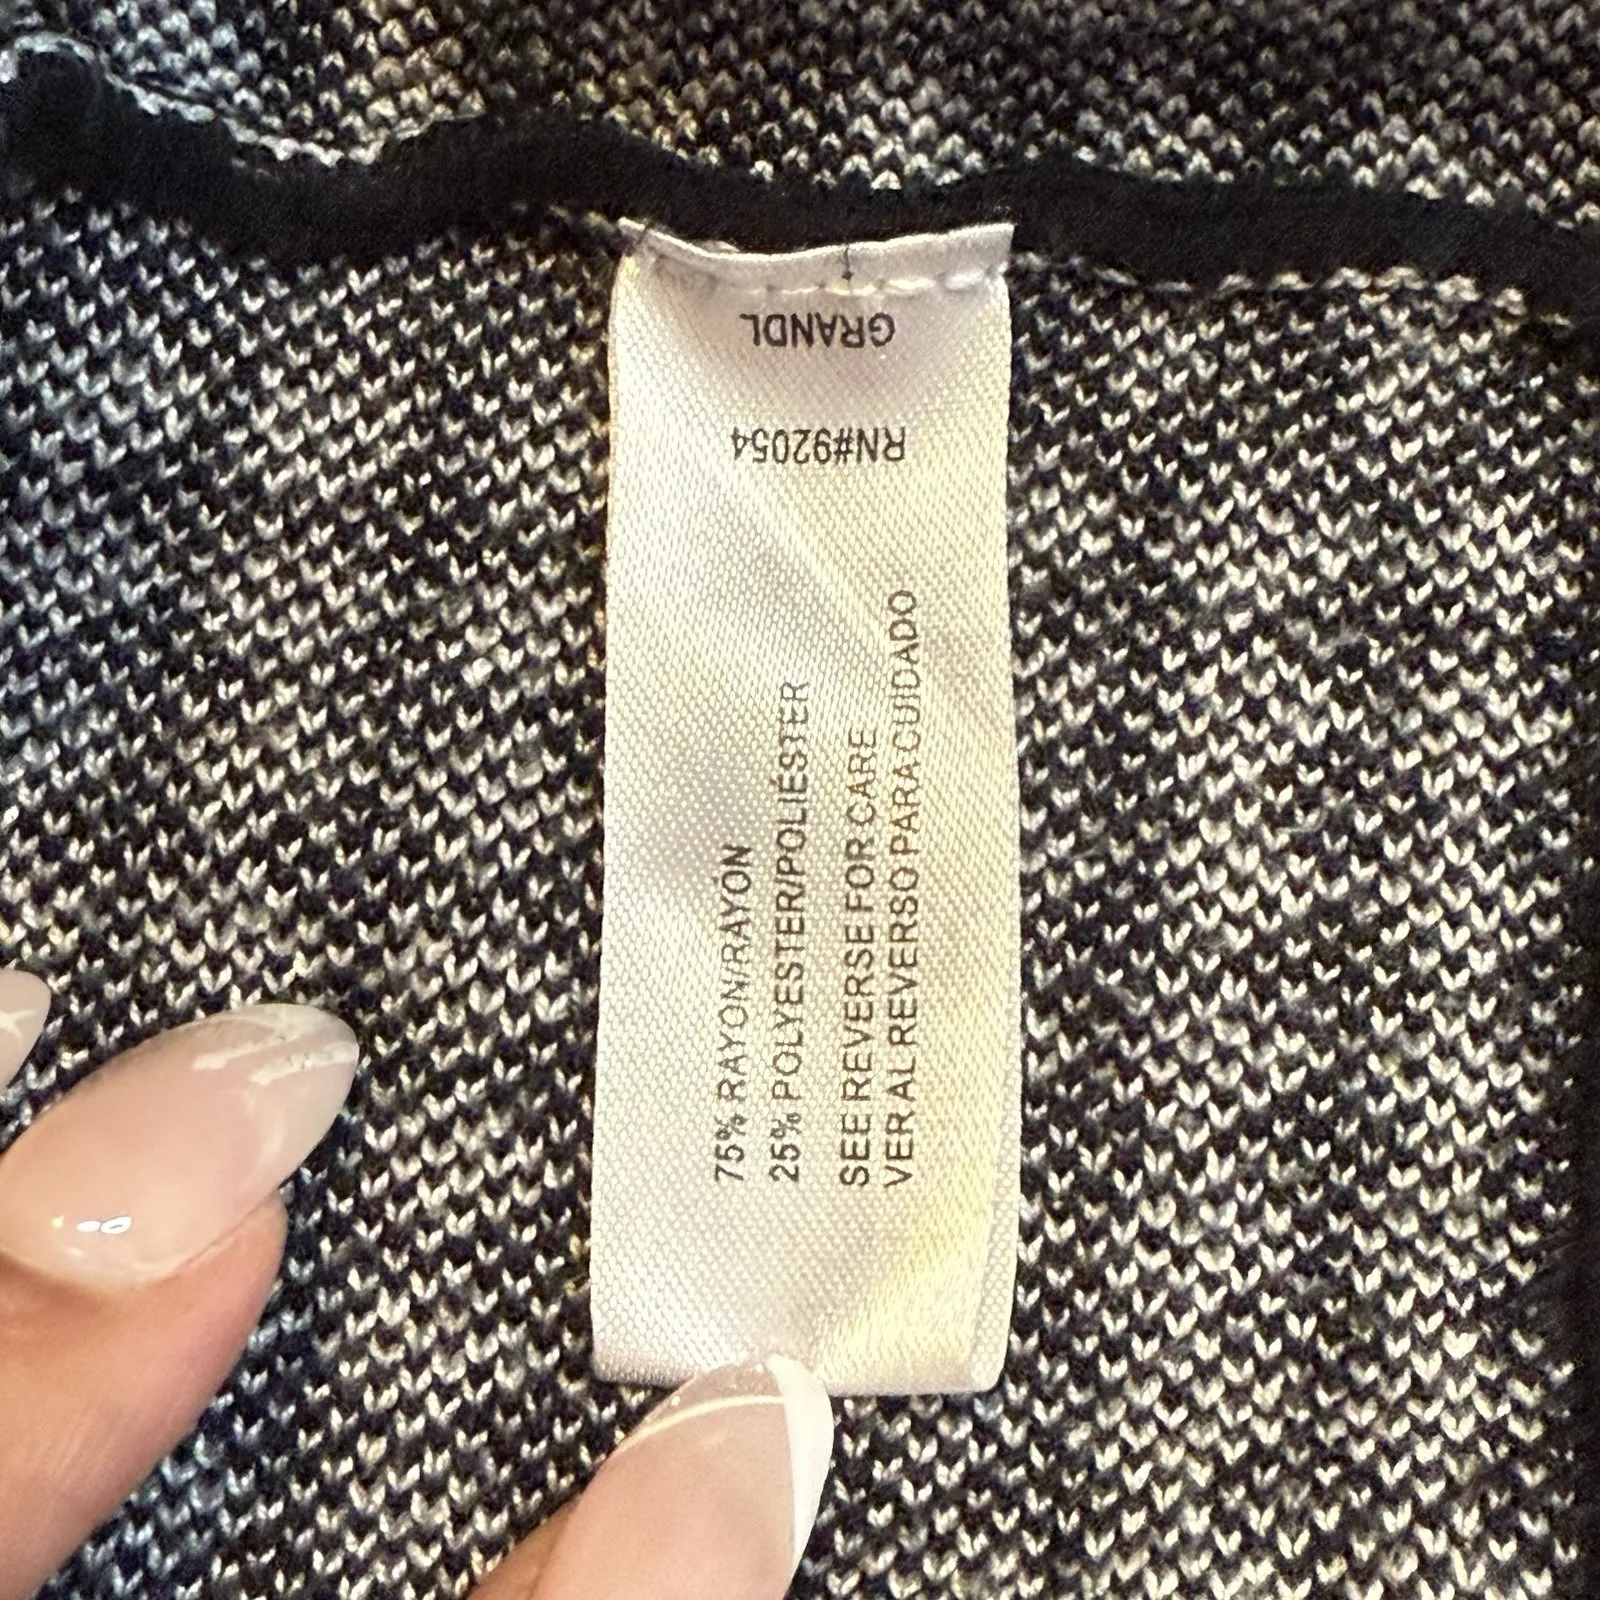 GRANDL
RN#92054
75% RAYON/RAYÓN
25% POLYESTER/POLIÉSTER
SEE REVERSE FOR CARE
VER AL REVERSO PARA CUIDADO